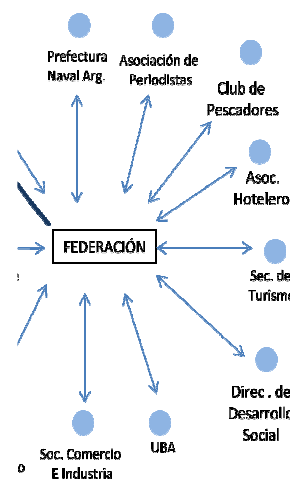 Prefectura
Naval Arg.
Asociación de
Periodistas
Club de
Pescadores
Asoc.
Hotelero
FEDERACIÓN
Sec. de
Turismo
Direc . de
Desarrollo
Social
Soc. Comercio
E Industria
UBA
o